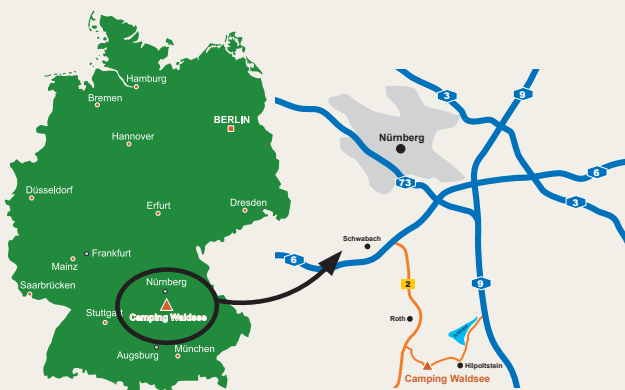 Hamburg
Bremen
BERLIN
Hannover
Düsseldorf
Erfurt
Dresden
Frankfurt
Mainz
Saarbrücken
Nürnberg
Stuttgart
Camping Waldsee
Augsburg
München
3
9
Nürnberg
73
6
3
Schwabach
6
2
9
Roth
Hilpoltstein
Camping Waldsee